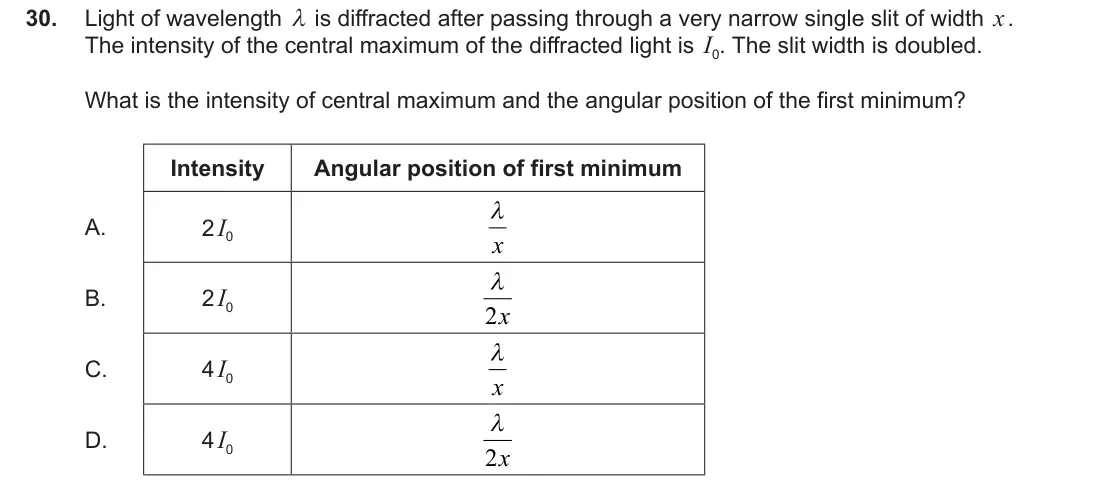 30. Light of wavelength λ is diffracted after passing through a very narrow single slit of width x.
The intensity of the central maximum of the diffracted light is I₀. The slit width is doubled.
What is the intensity of central maximum and the angular position of the first minimum?
Intensity Angular position of first minimum
A. 2I₀ λ/x
B. 2I₀ λ/2x
C. 4I₀ λ/x
D. 4I₀ λ/2x